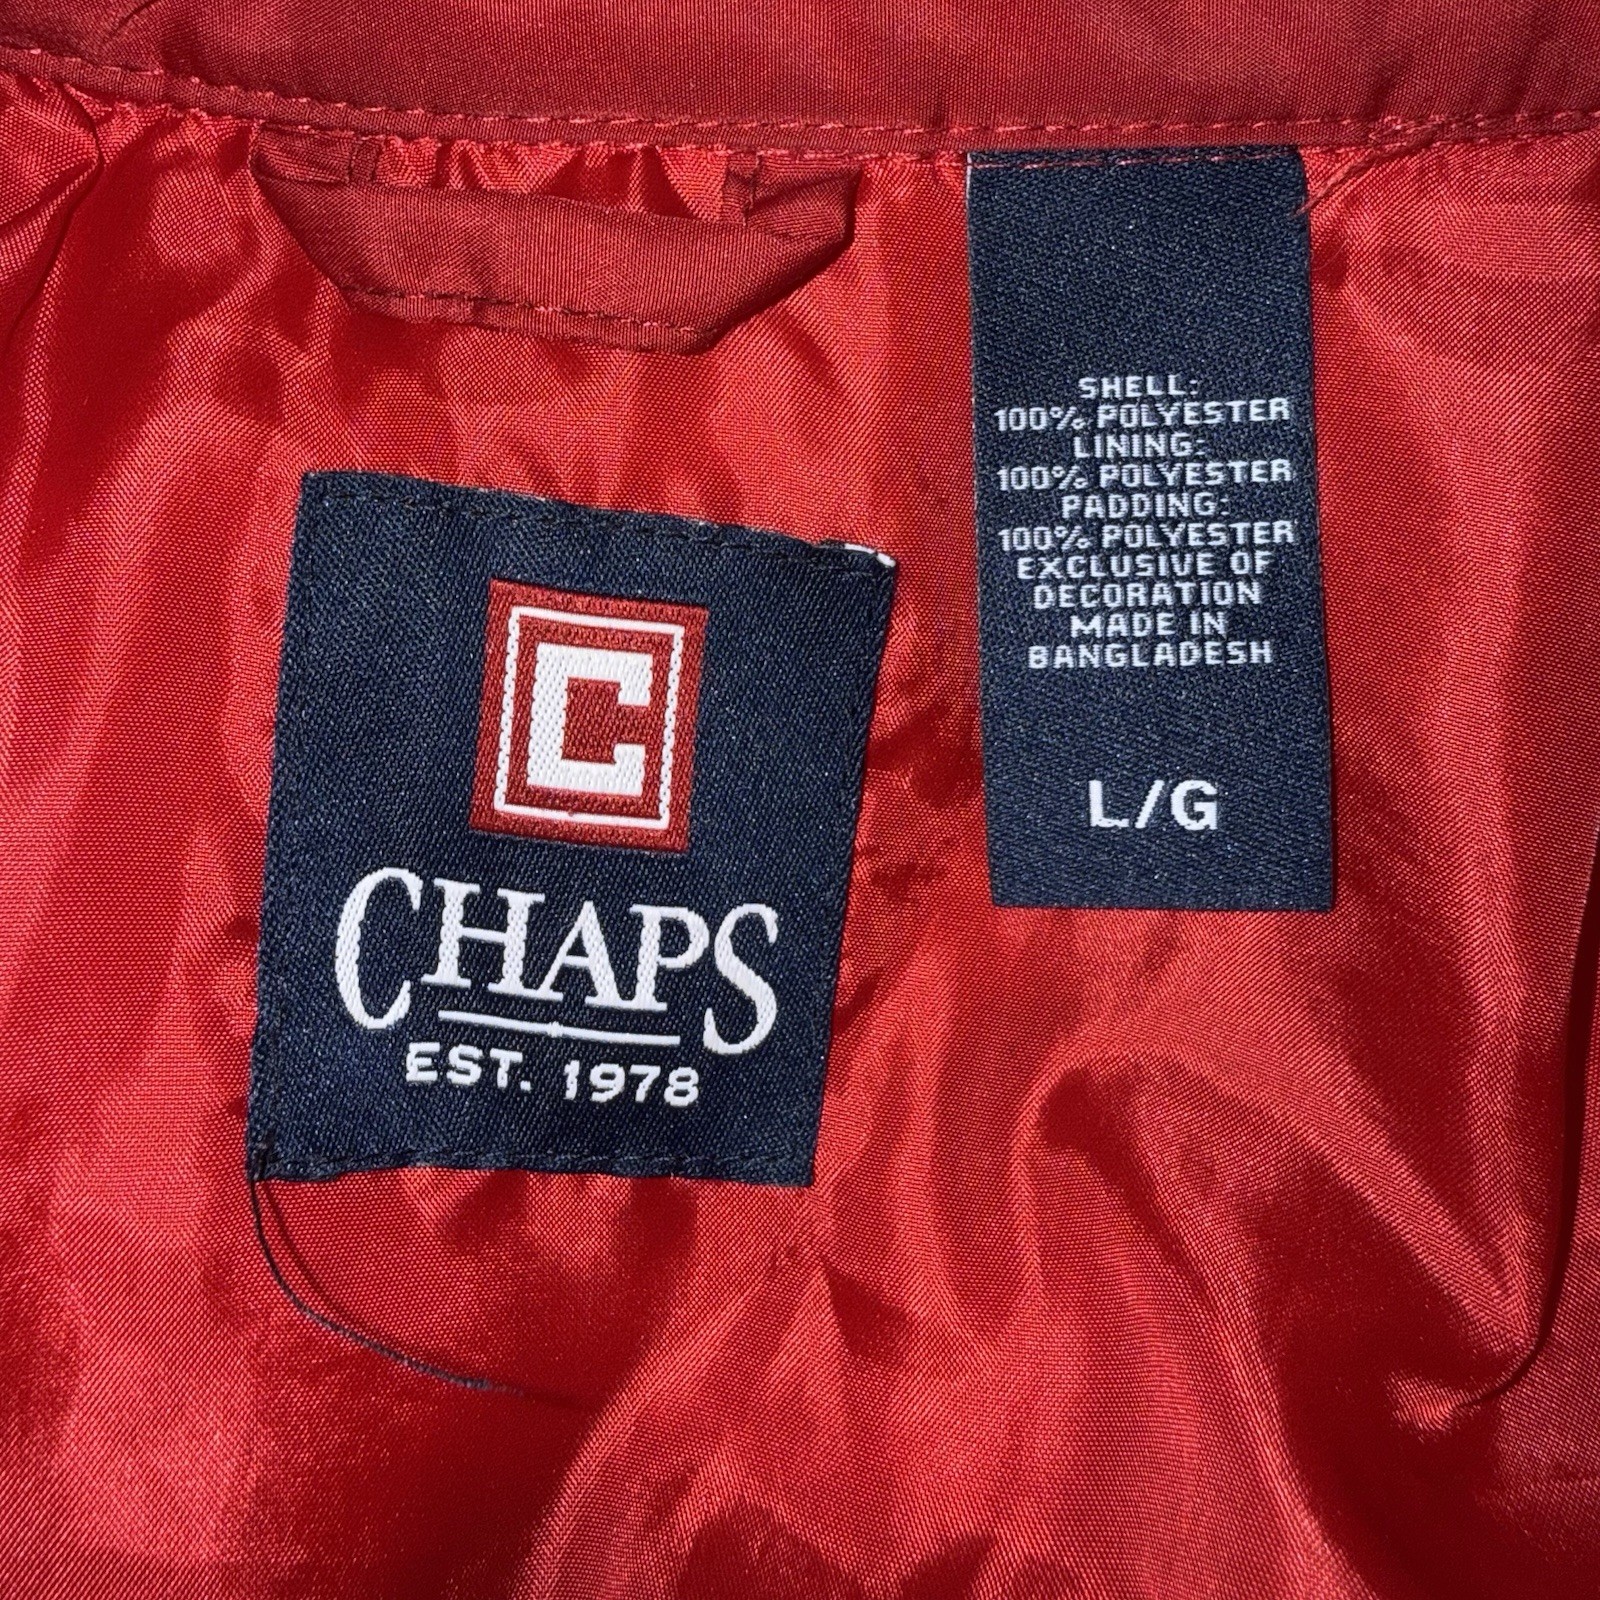 C
CHAPS
EST. 1978
SHELL:
100% POLYESTER
LINING:
100% POLYESTER
PADDING:
100% POLYESTER
EXCLUSIVE OF
DECORATION
MADE IN
BANGLADESH
L/G